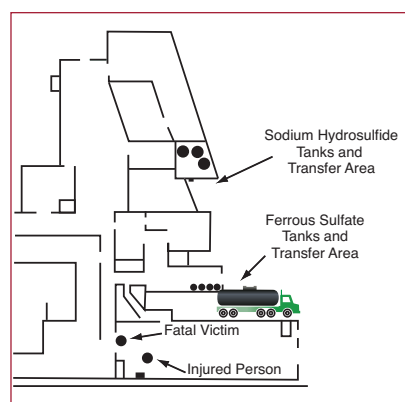 Sodium Hydrosulfide
Tanks and
Transfer Area
Ferrous Sulfate
Tanks and
Transfer Area
Fatal Victim
Injured Person